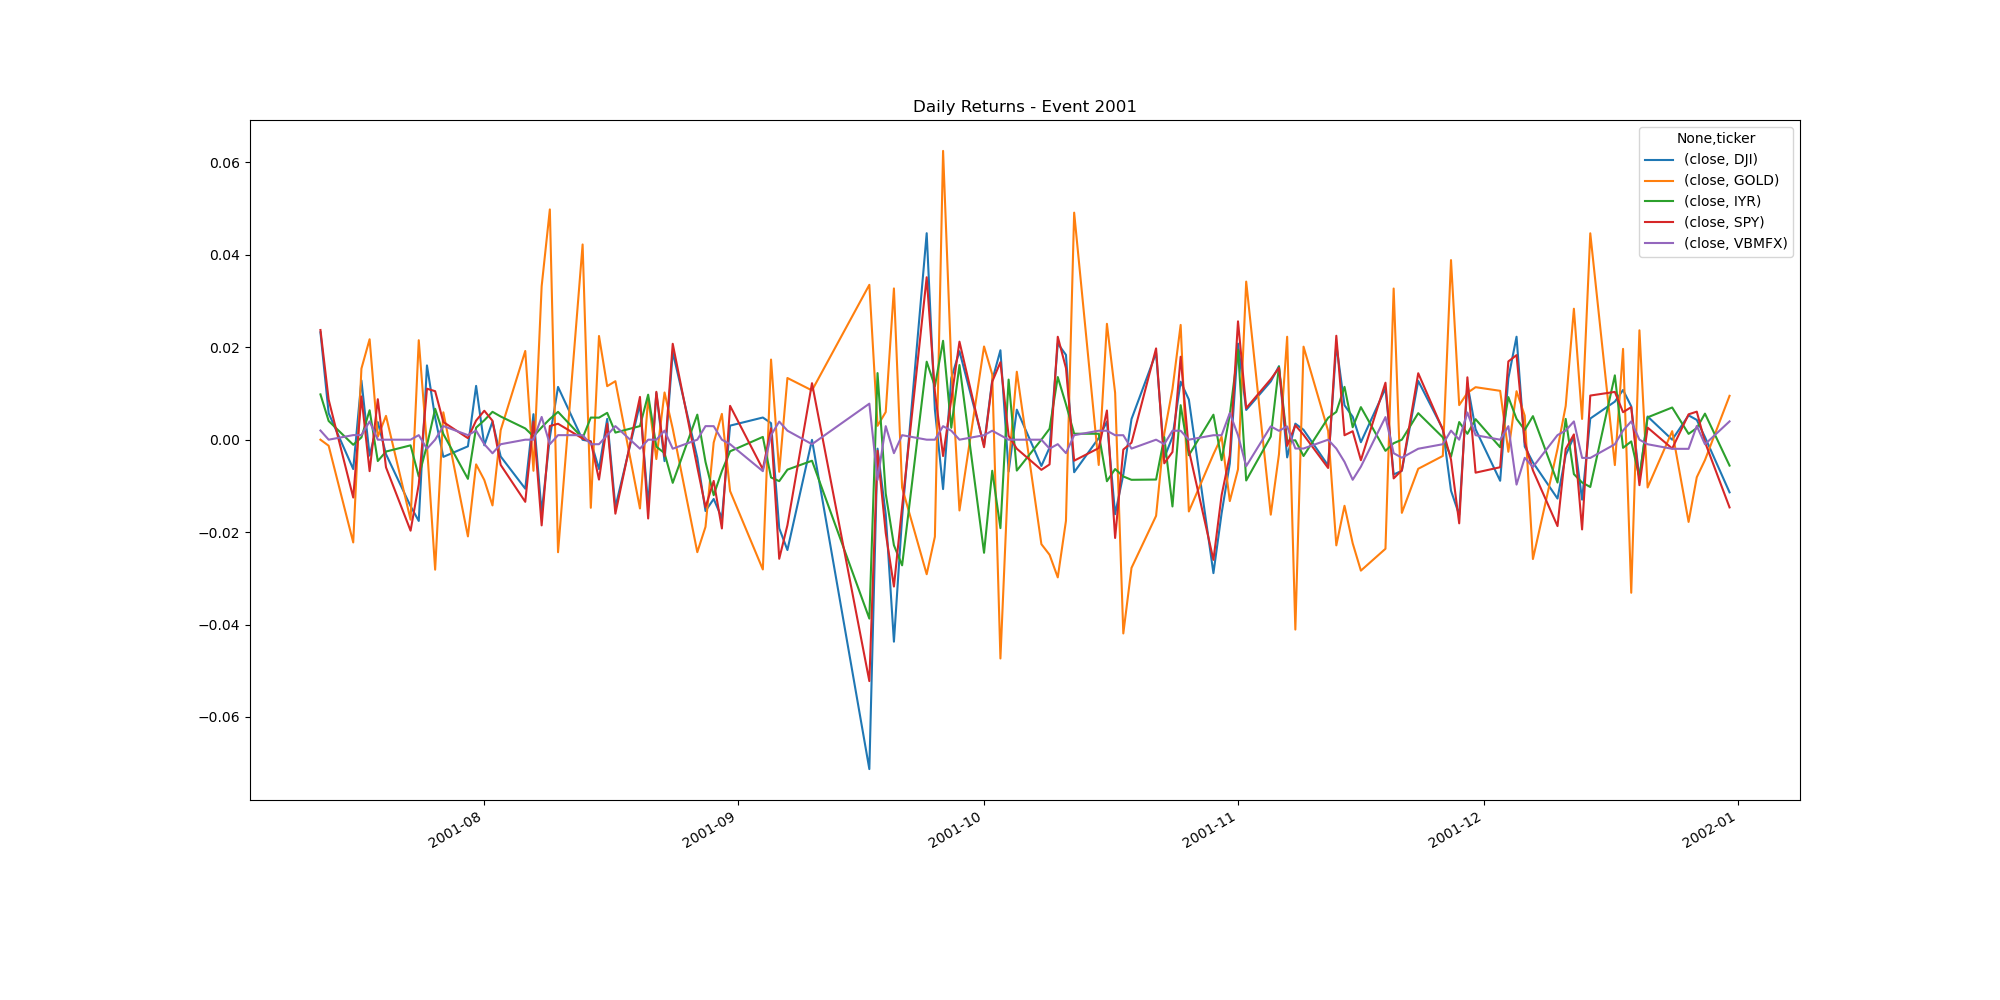 Daily Returns - Event 2001
None,ticker
(close, DJI)
(close, GOLD)
(close, IYR)
(close, SPY)
(close, VBMFX)
0.06
0.04
0.02
0.00
−0.02
−0.04
−0.06
2001-08
2001-09
2001-10
2001-11
2001-12
2002-01